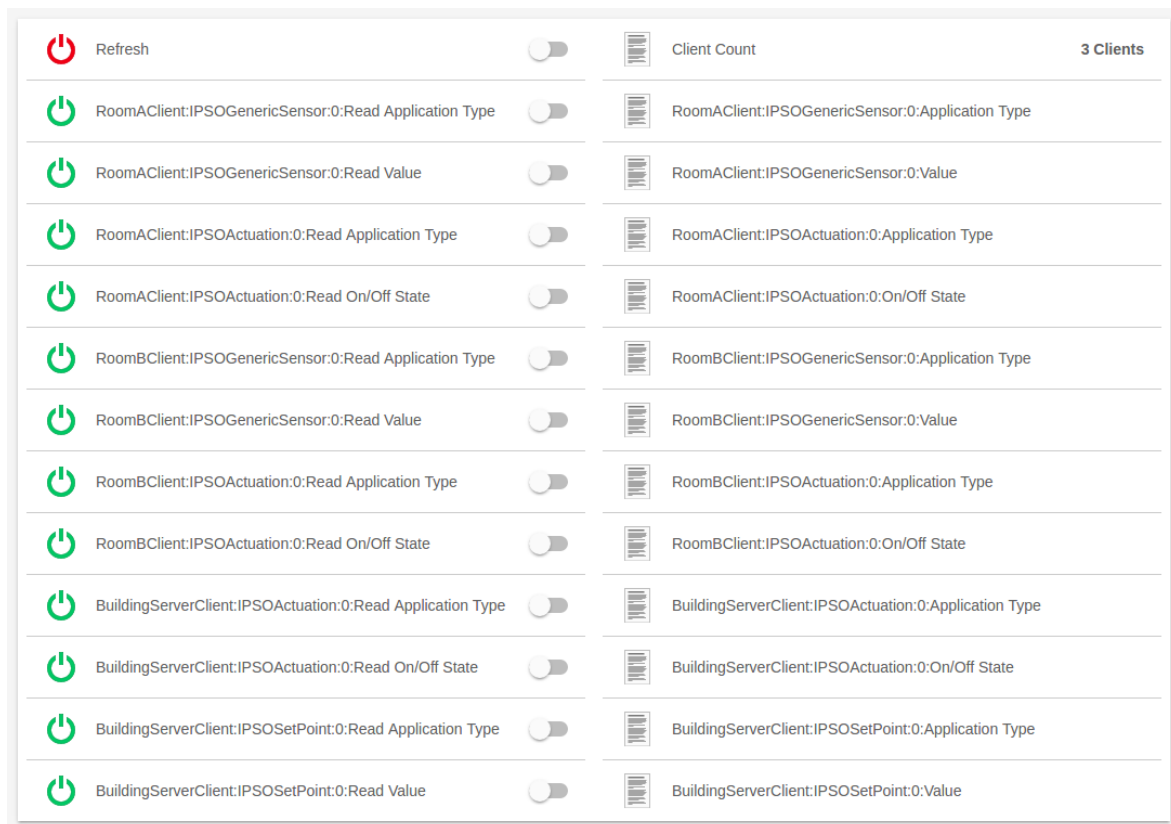 Refresh
Client Count
3 Clients
RoomAClient:IPSOGenericSensor:0:Read Application Type
RoomAClient:IPSOGenericSensor:0:Application Type
RoomAClient:IPSOGenericSensor:0:Read Value
RoomAClient:IPSOGenericSensor:0:Value
RoomAClient:IPSOActuation:0:Read Application Type
RoomAClient:IPSOActuation:0:Application Type
RoomAClient:IPSOActuation:0:Read On/Off State
RoomAClient:IPSOActuation:0:On/Off State
RoomBClient:IPSOGenericSensor:0:Read Application Type
RoomBClient:IPSOGenericSensor:0:Application Type
RoomBClient:IPSOGenericSensor:0:Read Value
RoomBClient:IPSOGenericSensor:0:Value
RoomBClient:IPSOActuation:0:Read Application Type
RoomBClient:IPSOActuation:0:Application Type
RoomBClient:IPSOActuation:0:Read On/Off State
RoomBClient:IPSOActuation:0:On/Off State
BuildingServerClient:IPSOActuation:0:Read Application Type
BuildingServerClient:IPSOActuation:0:Application Type
BuildingServerClient:IPSOActuation:0:Read On/Off State
BuildingServerClient:IPSOActuation:0:On/Off State
BuildingServerClient:IPSOSetPoint:0:Read Application Type
BuildingServerClient:IPSOSetPoint:0:Application Type
BuildingServerClient:IPSOSetPoint:0:Read Value
BuildingServerClient:IPSOSetPoint:0:Value